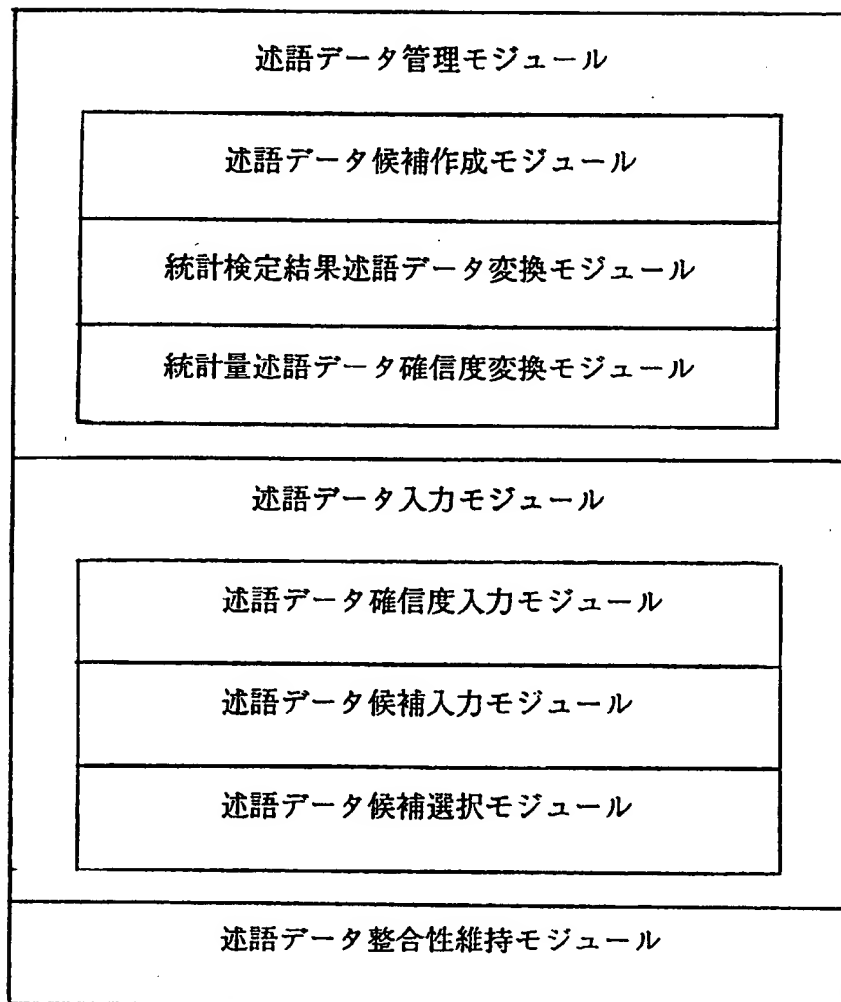 述語データ管理モジュール
述語データ候補作成モジュール
統計検定結果述語データ変換モジュール
統計量述語データ確信度変換モジュール
述語データ入力モジュール
述語データ確信度入力モジュール
述語データ候補入力モジュール
述語データ候補選択モジュール
述語データ整合性維持モジュール